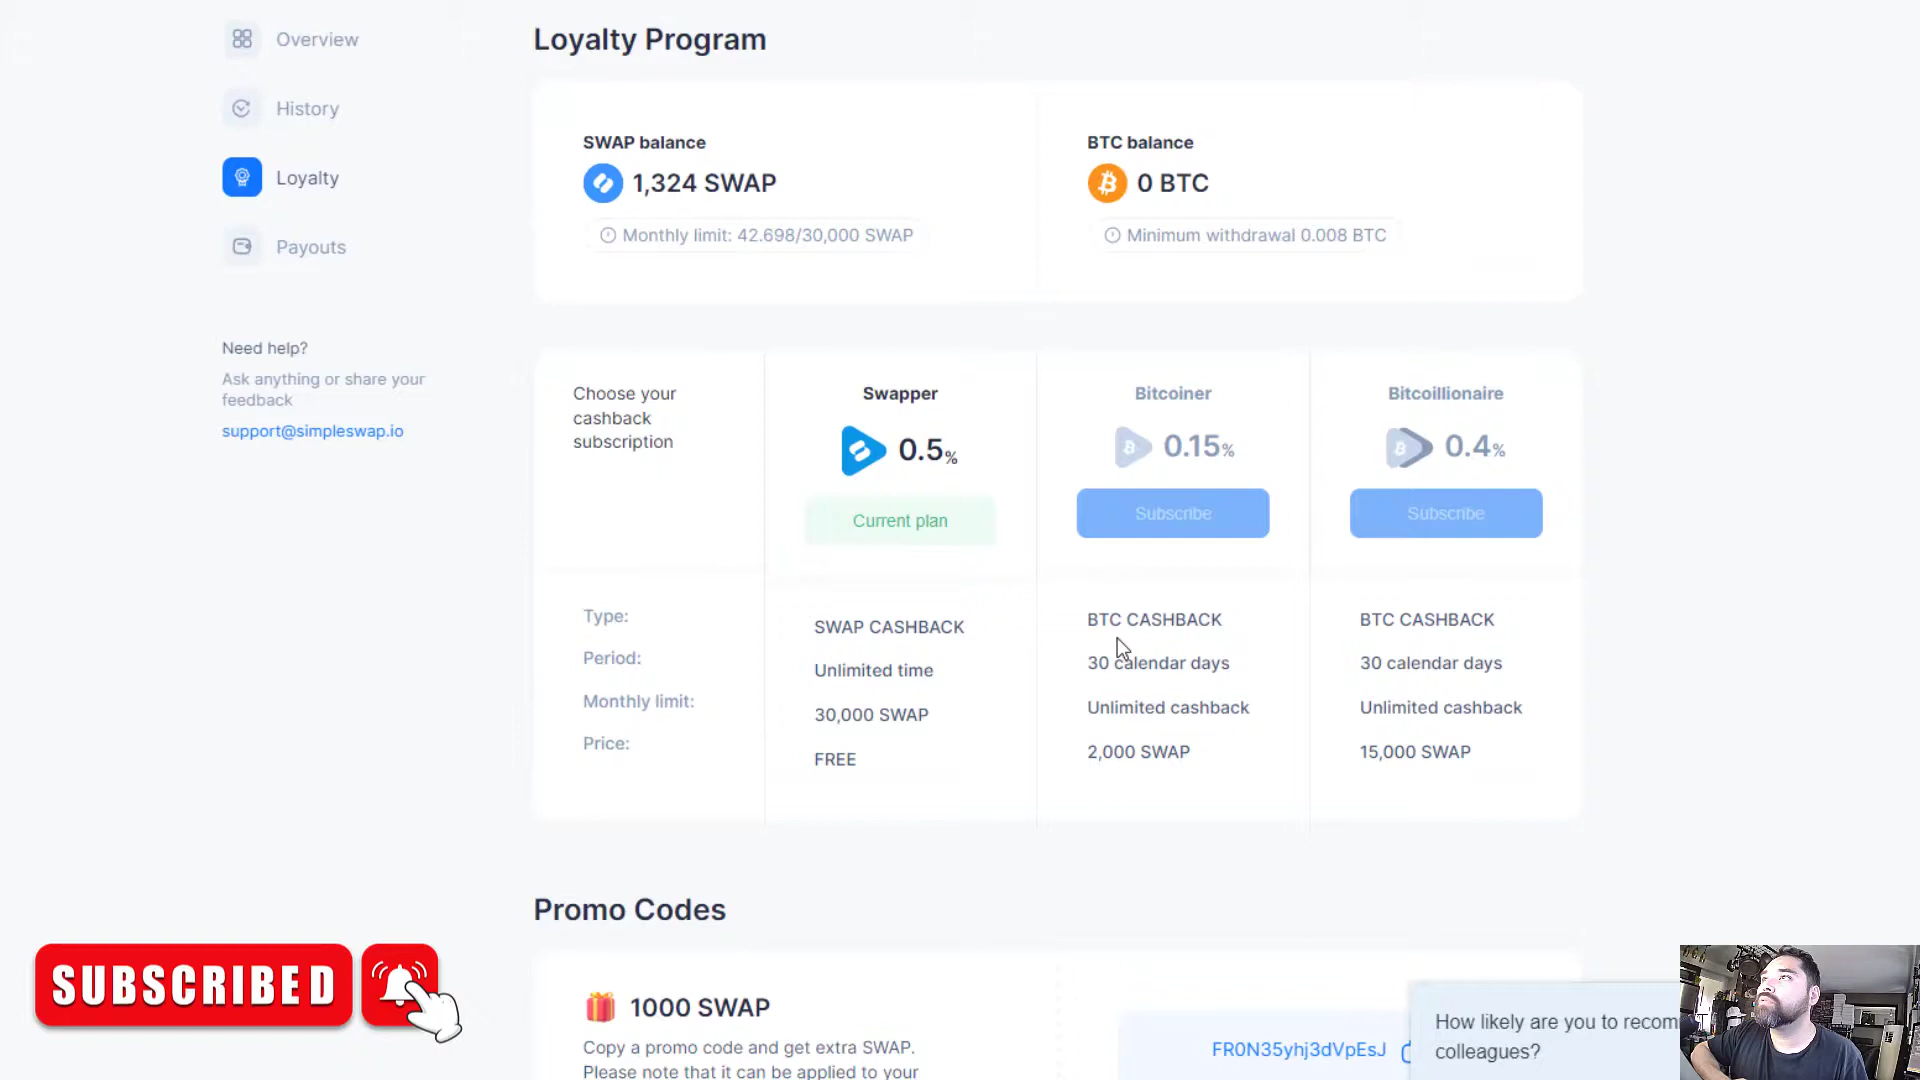 Overview
History
Loyalty
Payouts
Need help?
Ask anything or share your
feedback
support@simpleswap.io
Loyalty Program
SWAP balance
1,324 SWAP
Monthly limit: 42.698/30,000 SWAP
BTC balance
0 BTC
Minimum withdrawal 0.008 BTC
Choose your
cashback
subscription
Type:
Period:
Monthly limit:
Price:
Swapper
0.5%
Current plan
SWAP CASHBACK
Unlimited time
30,000 SWAP
FREE
Bitcoiner
0.15%
Subscribe
BTC CASHBACK
30 calendar days
Unlimited cashback
2,000 SWAP
Bitcoillionaire
0.4%
Subscribe
BTC CASHBACK
30 calendar days
Unlimited cashback
15,000 SWAP
Promo Codes
1000 SWAP
Copy a promo code and get extra SWAP.
Please note that it can be applied to your
FR0N35yhj3dVpEsJ
How likely are you to recom
colleagues?
SUBSCRIBED